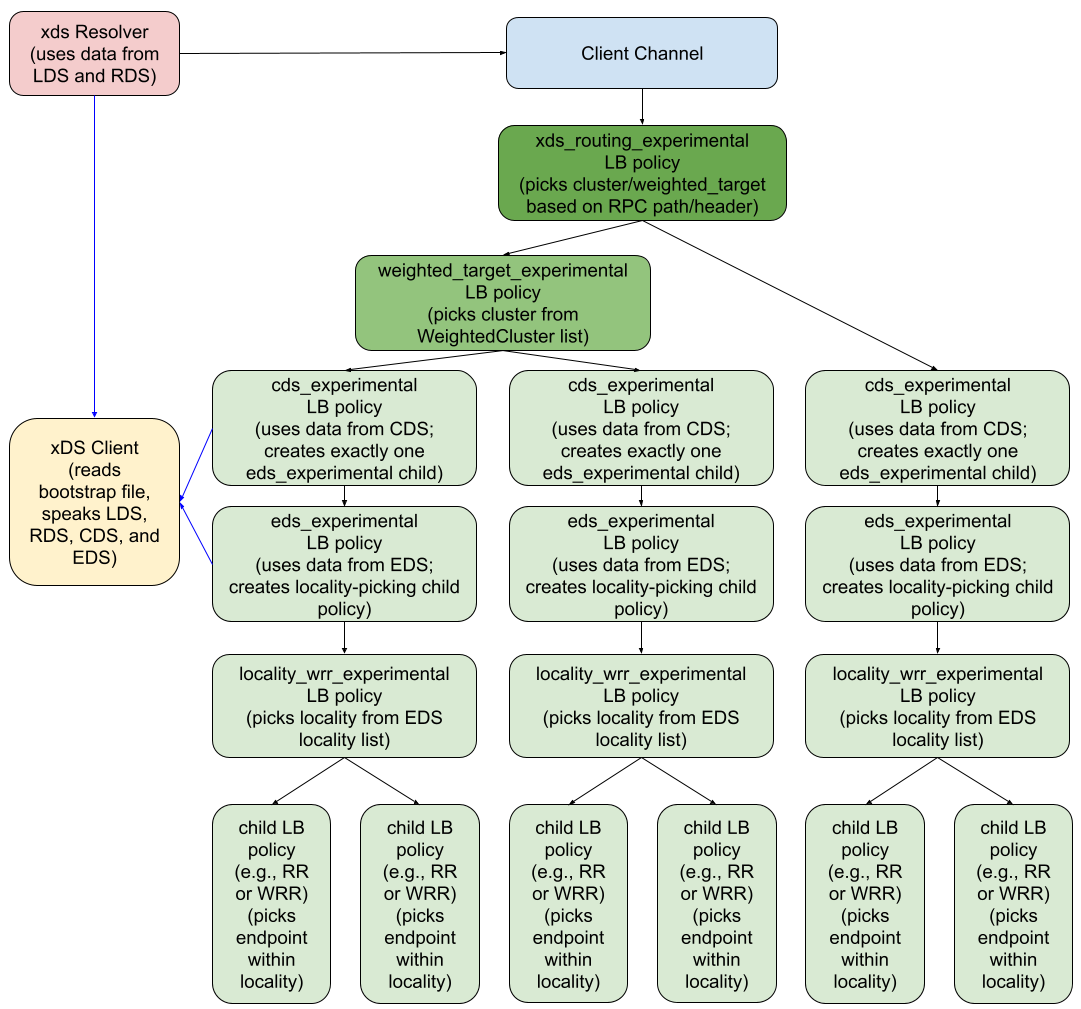 xds Resolver
(uses data from
LDS and RDS)
Client Channel
xds_routing_experimental
LB policy
(picks cluster/weighted_target
based on RPC path/header)
weighted_target_experimental
LB policy
(picks cluster from
WeightedCluster list)
cds_experimental
LB policy
(uses data from CDS;
creates exactly one
eds_experimental child)
cds_experimental
LB policy
(uses data from CDS;
creates exactly one
eds_experimental child)
cds_experimental
LB policy
(uses data from CDS;
creates exactly one
eds_experimental child)
xDS Client
(reads
bootstrap file,
speaks LDS,
RDS, CDS, and
EDS)
eds_experimental
LB policy
(uses data from EDS;
creates locality-picking child
policy)
eds_experimental
LB policy
(uses data from EDS;
creates locality-picking child
policy)
eds_experimental
LB policy
(uses data from EDS;
creates locality-picking child
policy)
locality_wrr_experimental
LB policy
(picks locality from EDS
locality list)
locality_wrr_experimental
LB policy
(picks locality from EDS
locality list)
locality_wrr_experimental
LB policy
(picks locality from EDS
locality list)
child LB
policy
(e.g., RR
or WRR)
(picks
endpoint
within
locality)
child LB
policy
(e.g., RR
or WRR)
(picks
endpoint
within
locality)
child LB
policy
(e.g., RR
or WRR)
(picks
endpoint
within
locality)
child LB
policy
(e.g., RR
or WRR)
(picks
endpoint
within
locality)
child LB
policy
(e.g., RR
or WRR)
(picks
endpoint
within
locality)
child LB
policy
(e.g., RR
or WRR)
(picks
endpoint
within
locality)